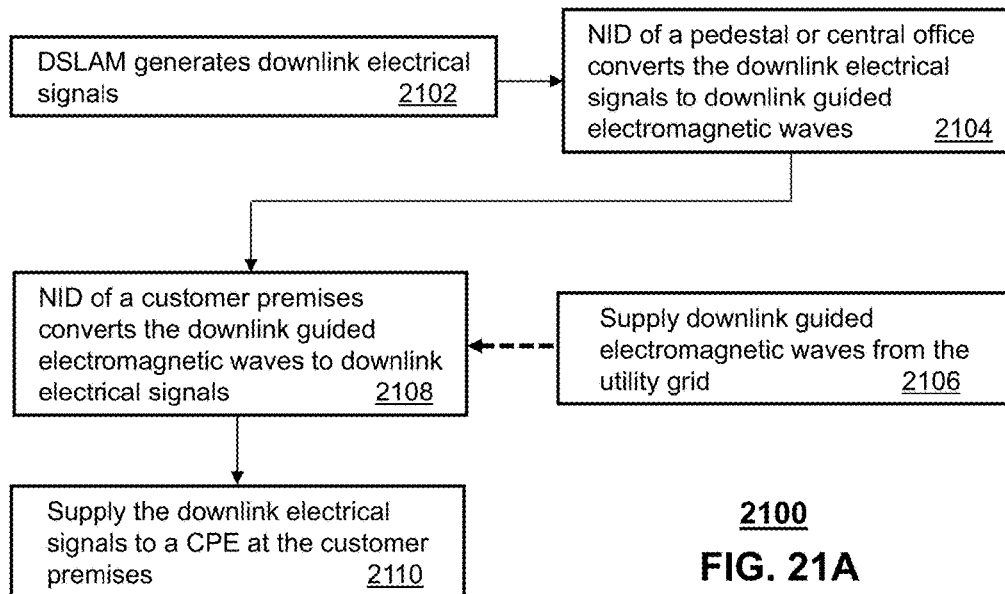 DSLAM generates downlink electrical
signals 2102
NID of a pedestal or central office
converts the downlink electrical
signals to downlink guided
electromagnetic waves 2104
NID of a customer premises
converts the downlink guided
electromagnetic waves to downlink
electrical signals 2108
Supply downlink guided
electromagnetic waves from the
utility grid 2106
Supply the downlink electrical
signals to a CPE at the customer
premises 2110
2100
FIG. 21A